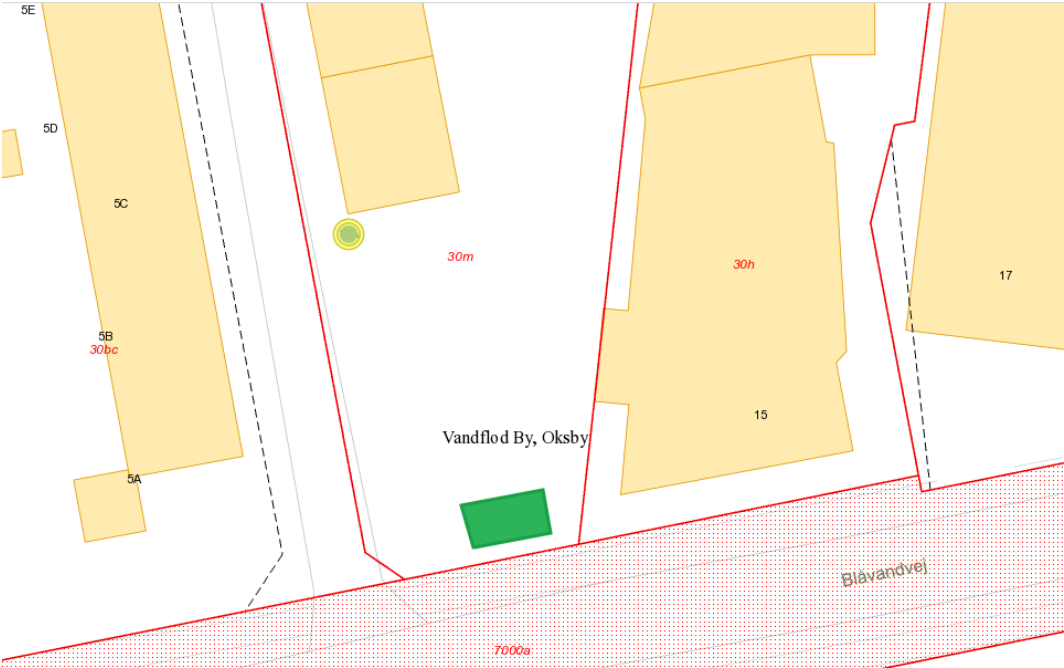 5E
5D
5C
30m
30h
17
5B
30bc
15
Vandflod By, Oksby
5A
Blåvandvej
7000a